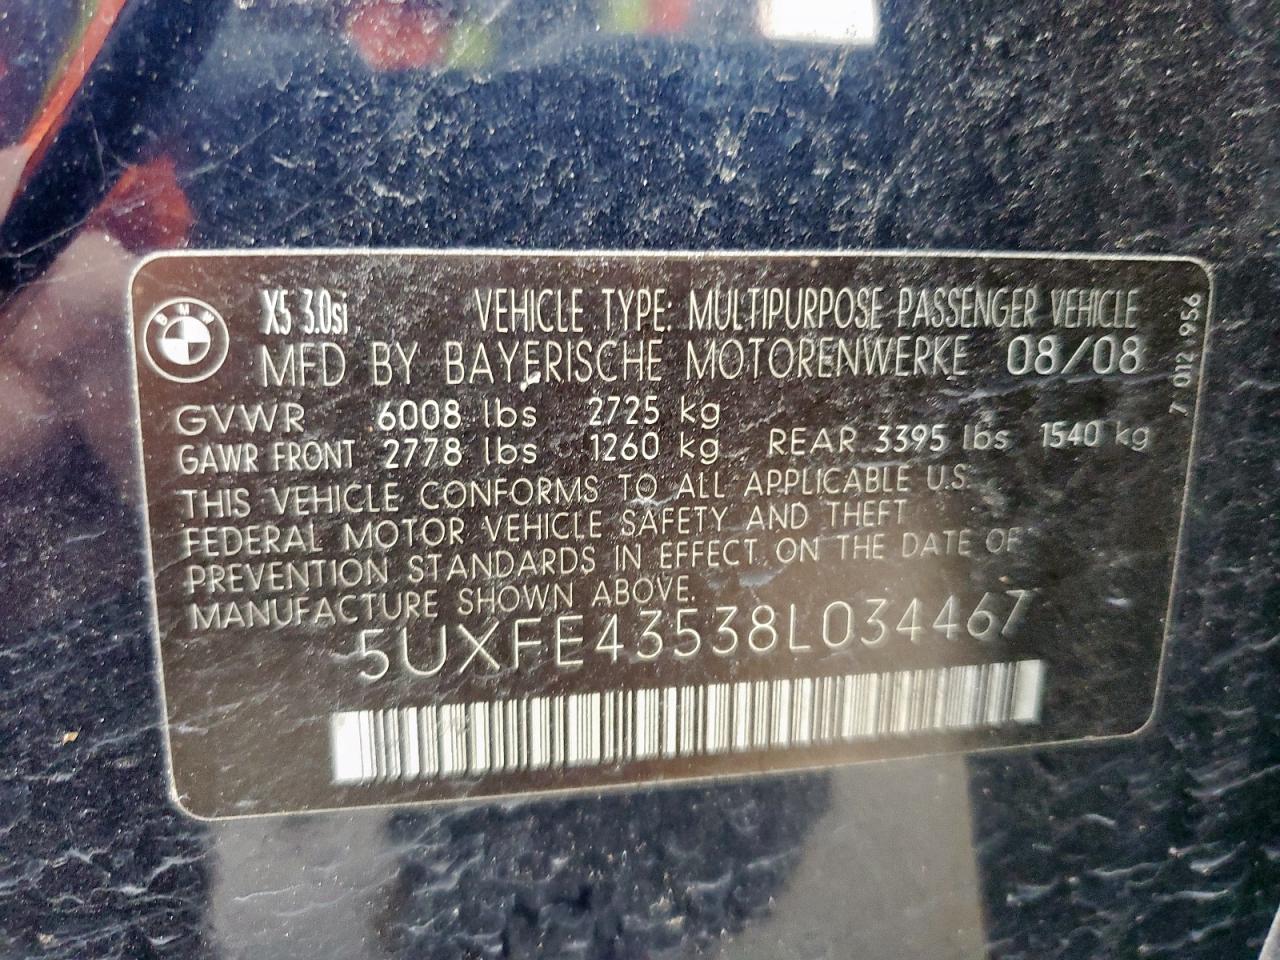 BMW
X5 3.0si VEHICLE TYPE: MULTIPURPOSE PASSENGER VEHICLE
MFD BY BAYERISCHE MOTORENWERKE 08/08
GVWR 6008 lbs 2725 kg
GAWR FRONT 2778 lbs 1260 kg REAR 3395 lbs 1540 kg
THIS VEHICLE CONFORMS TO ALL APPLICABLE U.S.
FEDERAL MOTOR VEHICLE SAFETY AND THEFT
PREVENTION STANDARDS IN EFFECT ON THE DATE OF
MANUFACTURE SHOWN ABOVE.
5UXFE43538L034467
7 012 956